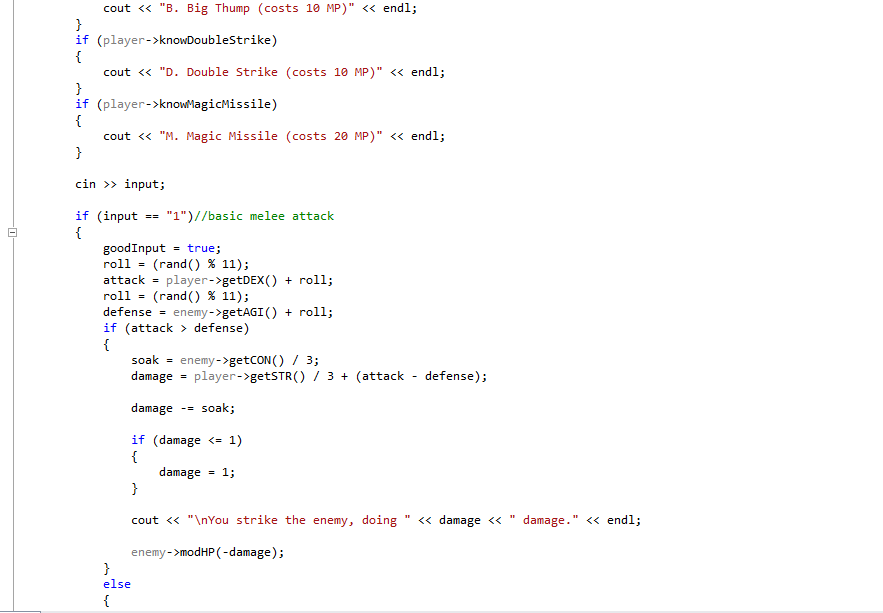 cout << "B. Big Thump (costs 10 MP)" << endl;
    }
    if (player->knowDoubleStrike)
    {
        cout << "D. Double Strike (costs 10 MP)" << endl;
    }
    if (player->knowMagicMissile)
    {
        cout << "M. Magic Missile (costs 20 MP)" << endl;
    }

    cin >> input;

    if (input == "1")//basic melee attack
    {
        goodInput = true;
        roll = (rand() % 11);
        attack = player->getDEX() + roll;
        roll = (rand() % 11);
        defense = enemy->getAGI() + roll;
        if (attack > defense)
        {
            soak = enemy->getCON() / 3;
            damage = player->getSTR() / 3 + (attack - defense);

            damage -= soak;

            if (damage <= 1)
            {
                damage = 1;
            }

            cout << "\nYou strike the enemy, doing " << damage << " damage." << endl;

            enemy->modHP(-damage);
        }
        else
        {